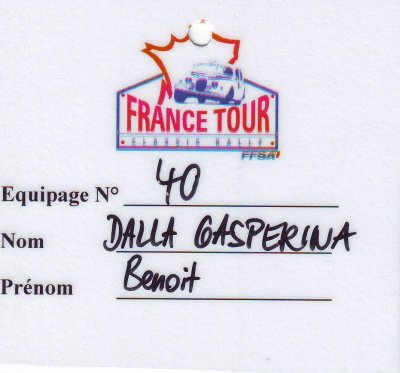 FRANCE TOUR
CLASSIC RALLY
FFSA
Equipage N° 40
Nom DALLA GASPERINA
Prénom Benoit